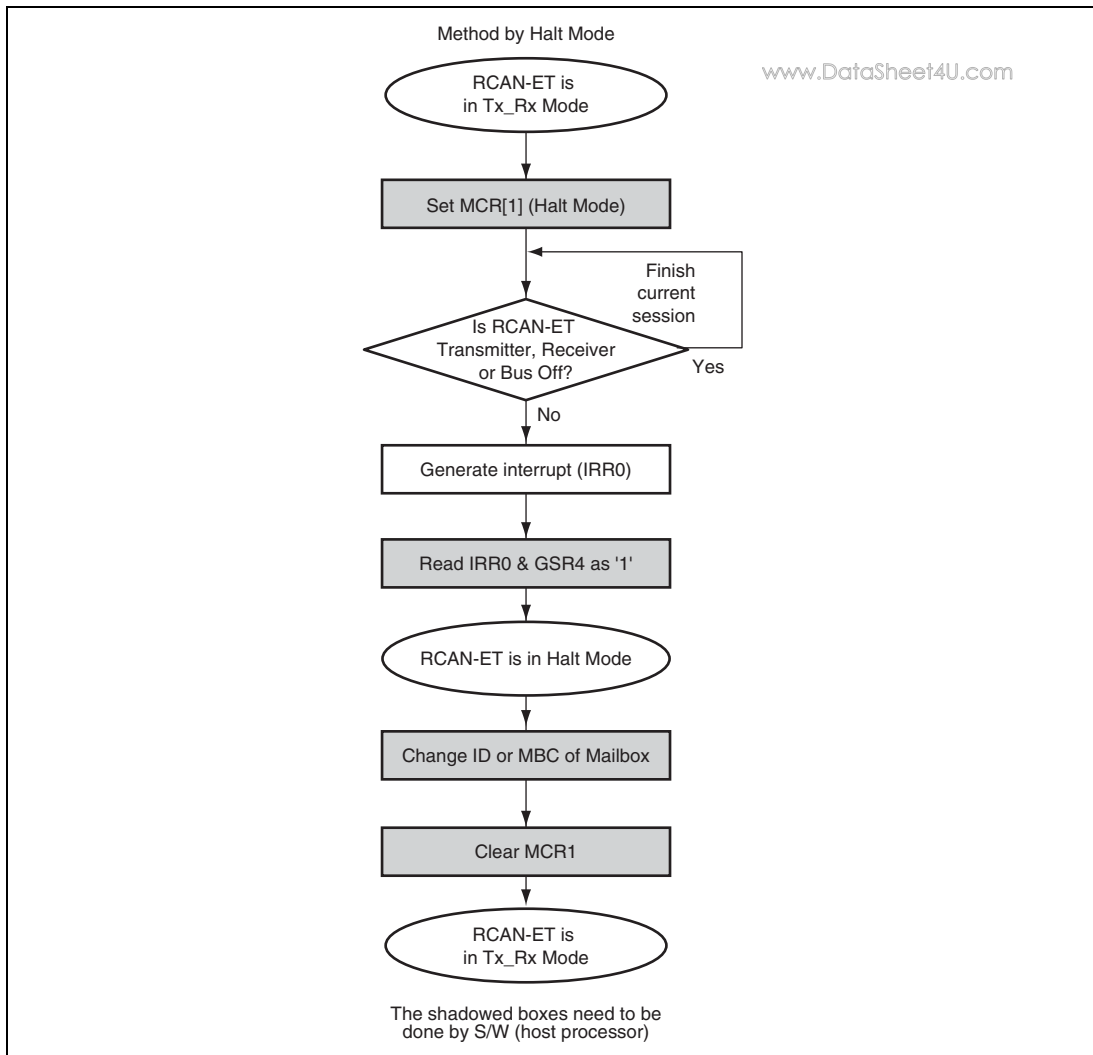 Method by Halt Mode
www.DataSheet4U.com
RCAN-ET is
in Tx_Rx Mode
Set MCR[1] (Halt Mode)
Finish
current
session
Is RCAN-ET
Transmitter, Receiver
or Bus Off?
Yes
No
Generate interrupt (IRR0)
Read IRR0 & GSR4 as '1'
RCAN-ET is in Halt Mode
Change ID or MBC of Mailbox
Clear MCR1
RCAN-ET is
in Tx_Rx Mode
The shadowed boxes need to be
done by S/W (host processor)